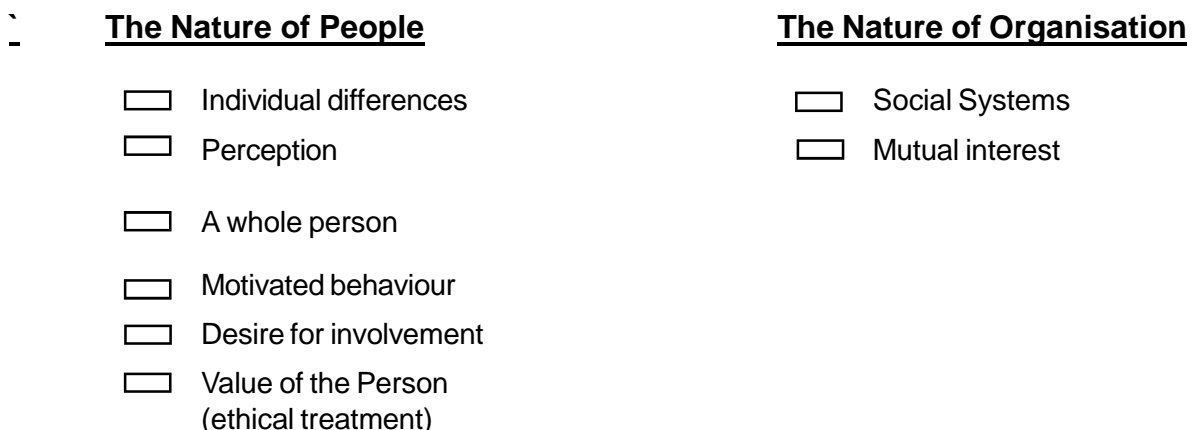 ` The Nature of People
Individual differences
Perception
A whole person
Motivated behaviour
Desire for involvement
Value of the Person
(ethical treatment)
The Nature of Organisation
Social Systems
Mutual interest